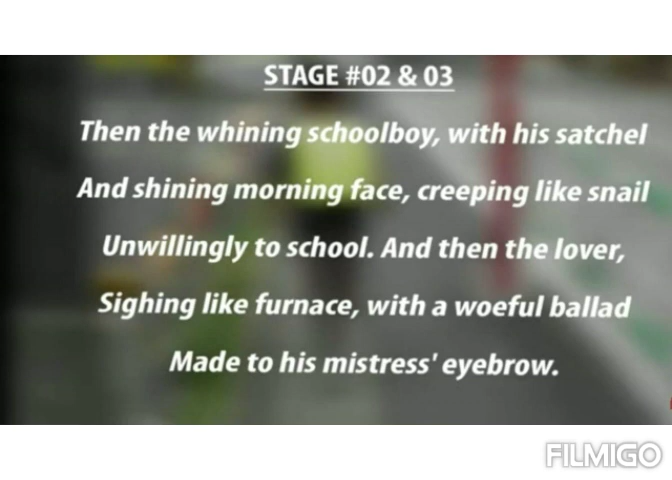 STAGE #02 & 03
Then the whining schoolboy, with his satchel
And shining morning face, creeping like snail
Unwillingly to school. And then the lover,
Sighing like furnace, with a woeful ballad
Made to his mistress' eyebrow.
FILMIGO